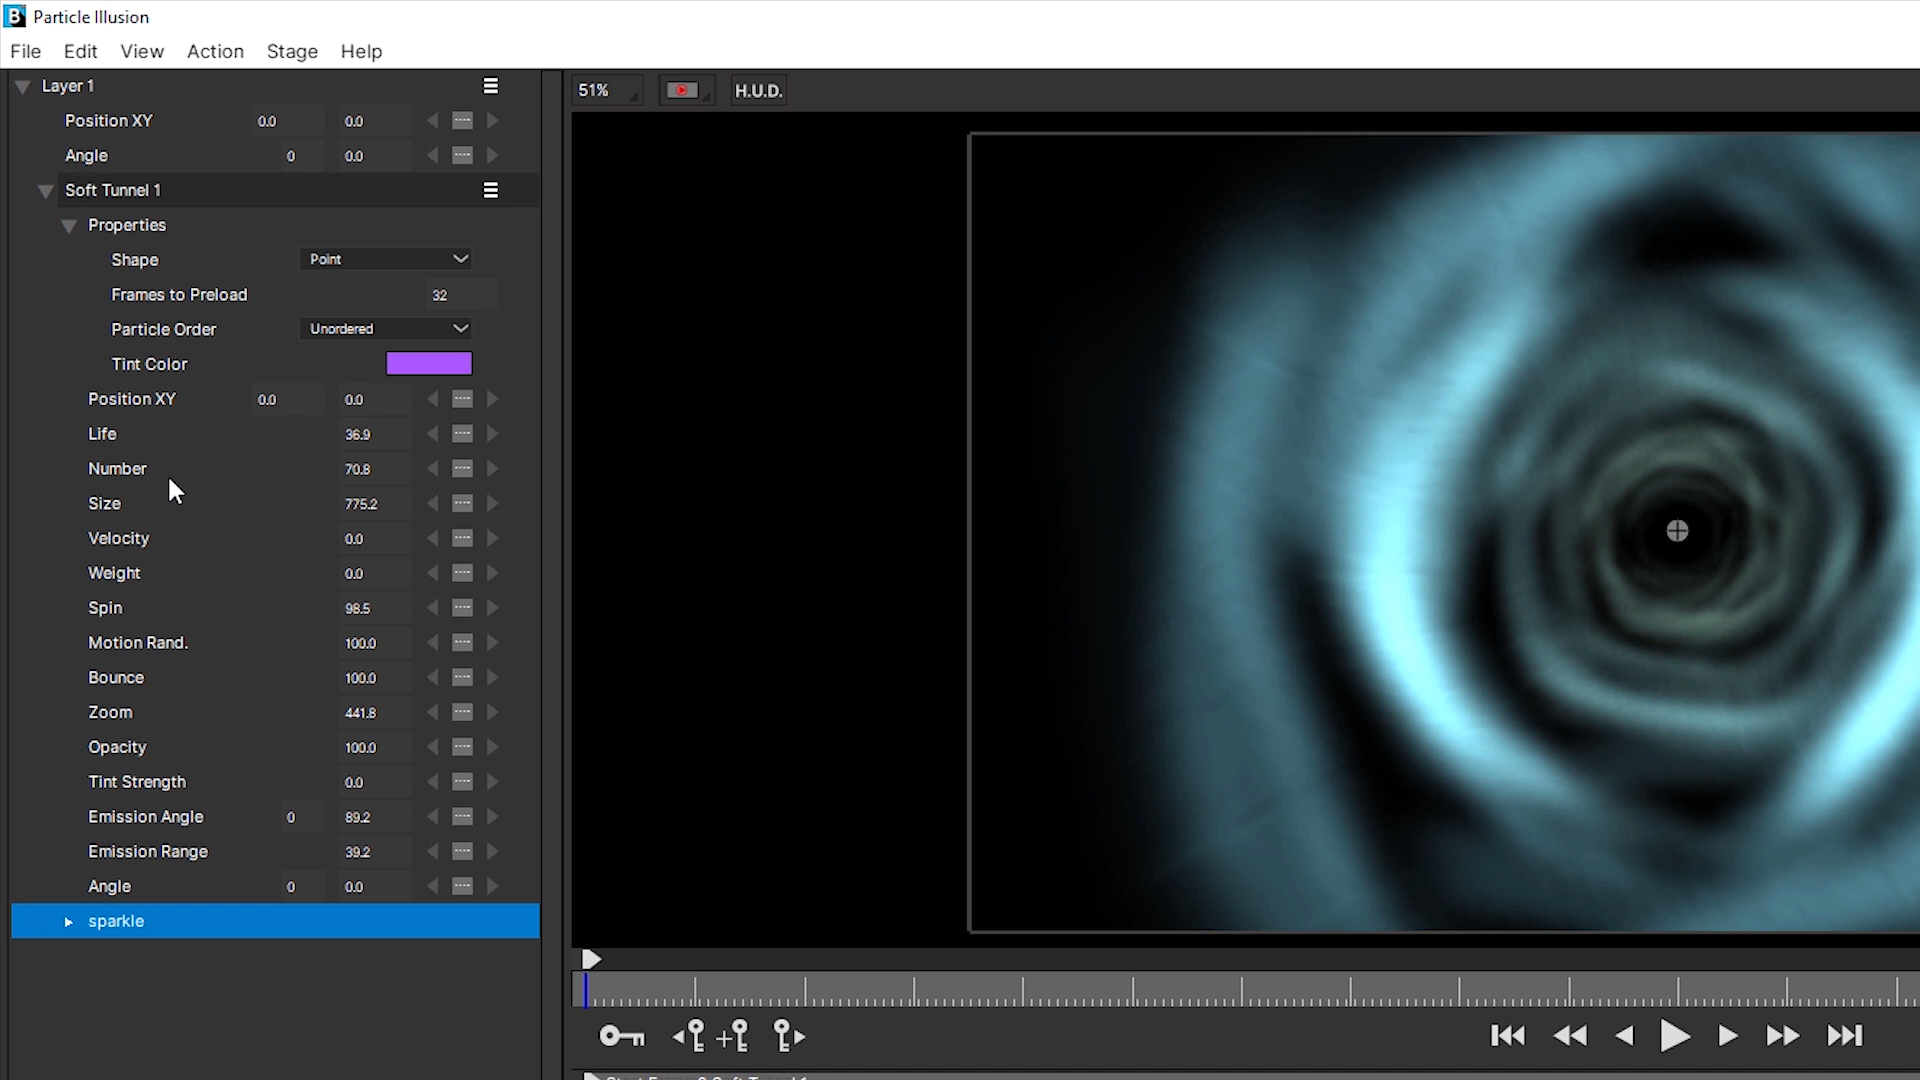 B Particle Illusion
File Edit View Action Stage Help
Layer 1
Position XY 0.0 0.0
Angle 0 0.0
Soft Tunnel 1
Properties
Shape Point
Frames to Preload 32
Particle Order Unordered
Tint Color
Position XY 0.0 0.0
Life 36.9
Number 70.8
Size 775.2
Velocity 0.0
Weight 0.0
Spin 98.5
Motion Rand. 100.0
Bounce 100.0
Zoom 441.8
Opacity 100.0
Tint Strength 0.0
Emission Angle 0 89.2
Emission Range 39.2
Angle 0 0.0
sparkle
51% H.U.D.